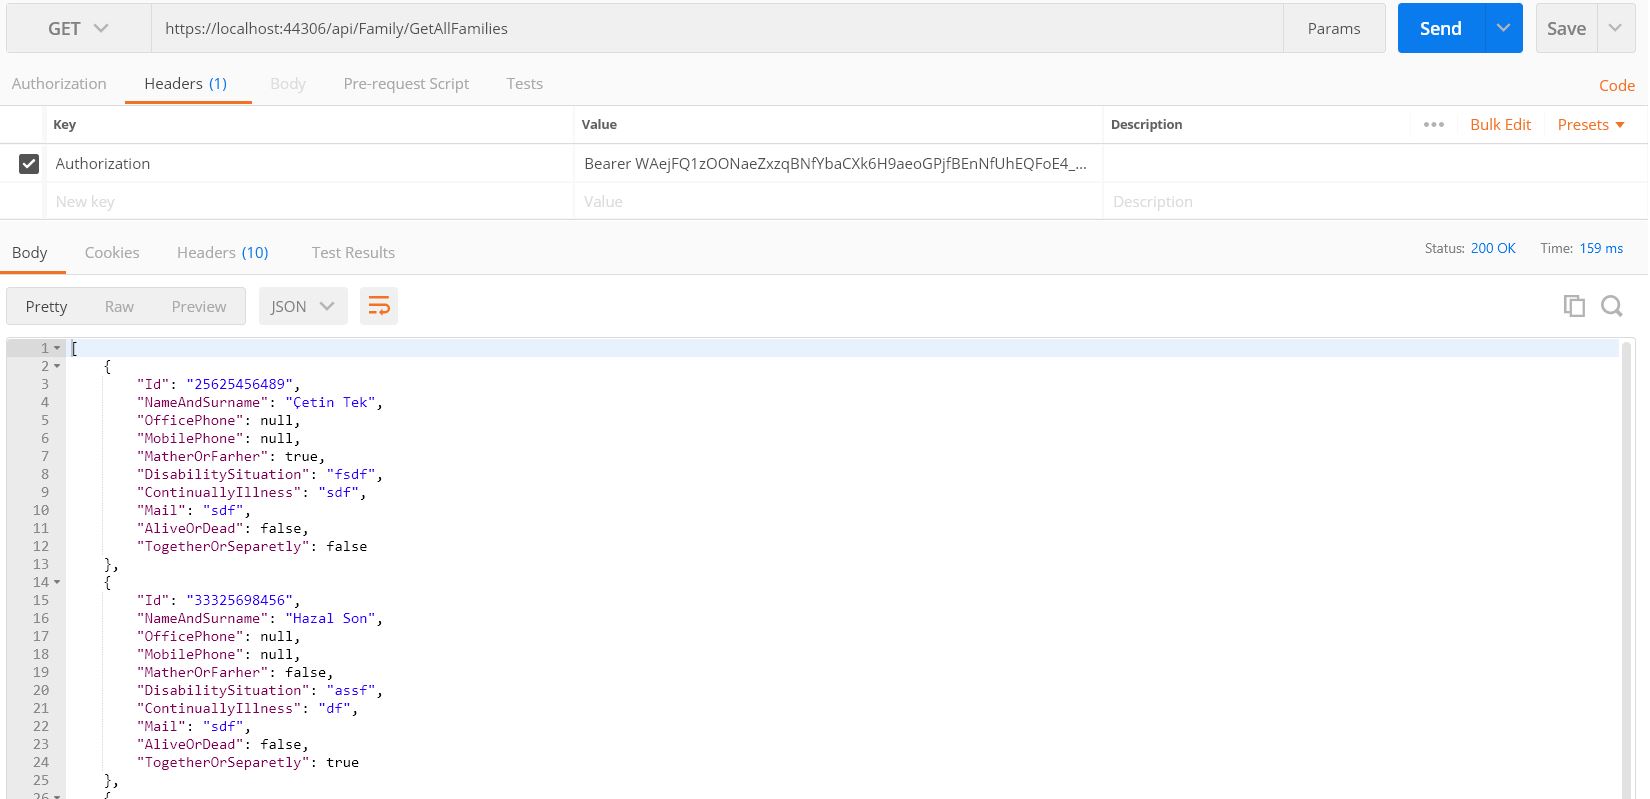 GET https://localhost:44306/api/Family/GetAllFamilies Params Send Save
Authorization Headers (1) Body Pre-request Script Tests Code
Key Value Description ••• Bulk Edit Presets
Authorization Bearer WAejFQ1zOONaeZxzqBNfYbaCXk6H9aeoGPjfBEnNfUhEQFoE4_...
New key Value Description
Body Cookies Headers (10) Test Results Status: 200 OK Time: 159 ms
Pretty Raw Preview JSON
1 [
2 {
3 "Id": "25625456489",
4 "NameAndSurname": "Çetin Tek",
5 "OfficePhone": null,
6 "MobilePhone": null,
7 "MatherOrFarher": true,
8 "DisabilitySituation": "fsdf",
9 "ContinuallyIllness": "sdf",
10 "Mail": "sdf",
11 "AliveOrDead": false,
12 "TogetherOrSeparetly": false
13 },
14 {
15 "Id": "33325698456",
16 "NameAndSurname": "Hazal Son",
17 "OfficePhone": null,
18 "MobilePhone": null,
19 "MatherOrFarher": false,
20 "DisabilitySituation": "assf",
21 "ContinuallyIllness": "df",
22 "Mail": "sdf",
23 "AliveOrDead": false,
24 "TogetherOrSeparetly": true
25 },
26 {